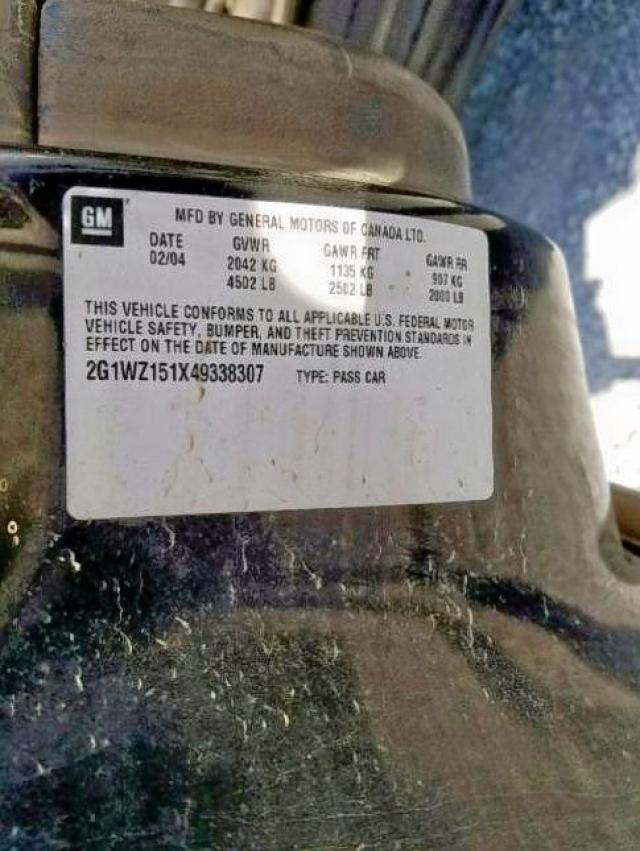 GM
MFD BY GENERAL MOTORS OF CANADA LTD.
DATE GVWR GAWR FRT GAWR RR
02/04 2042 KG 1135 KG 907 KG
4502 LB 2502 LB 2000 LB
THIS VEHICLE CONFORMS TO ALL APPLICABLE U.S. FEDERAL MOTOR
VEHICLE SAFETY, BUMPER, AND THEFT PREVENTION STANDARDS IN
EFFECT ON THE DATE OF MANUFACTURE SHOWN ABOVE.
2G1WZ151X49338307 TYPE: PASS CAR